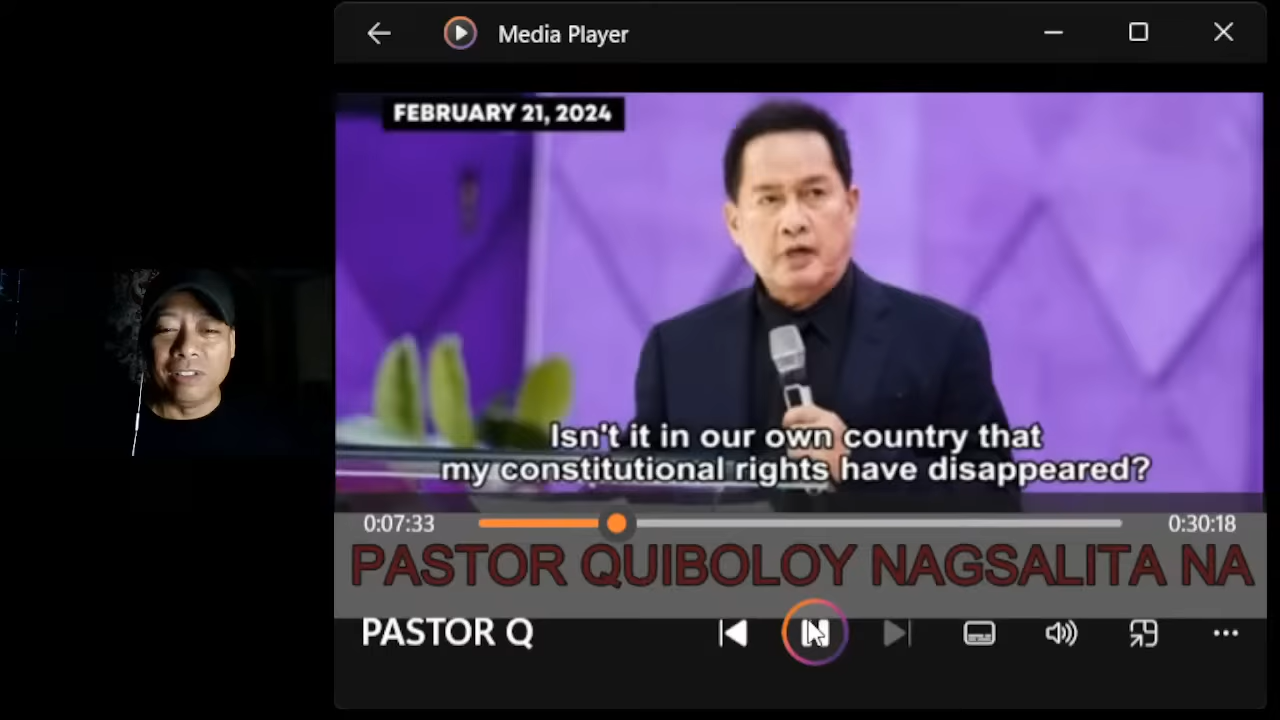 Media Player
FEBRUARY 21, 2024
Isn't it in our own country that
my constitutional rights have disappeared?
0:07:33
0:30:18
PASTOR QUIBOLOY NAGSALITA NA
PASTOR Q